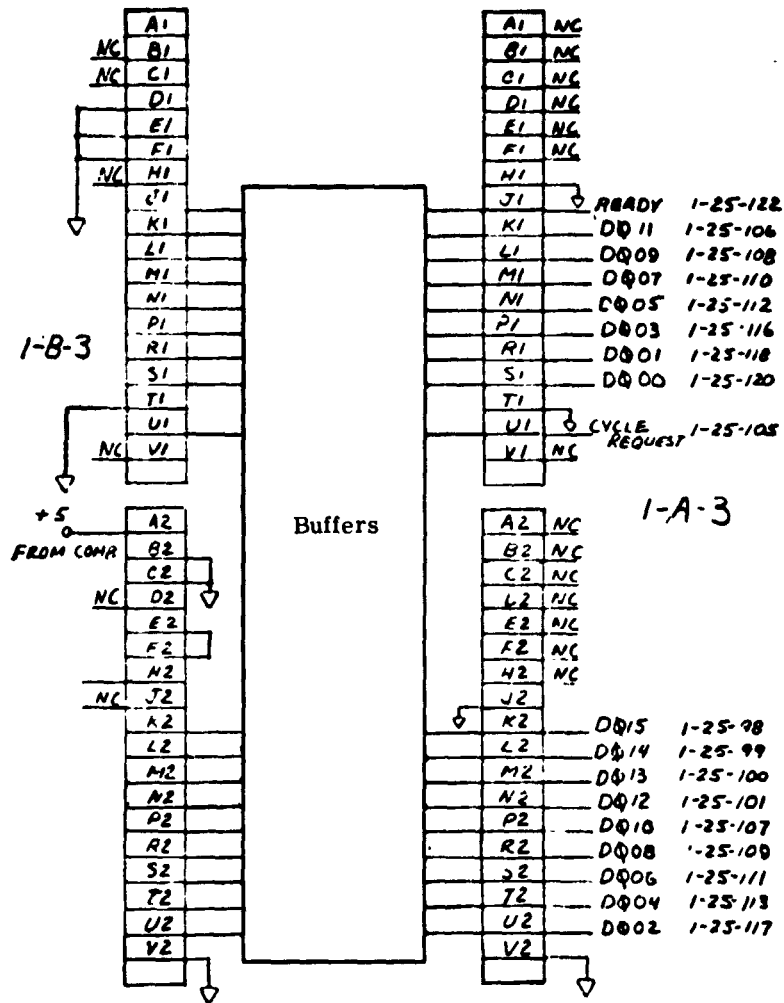 A1
NC B1
NC C1
D1
E1
F1
NC H1
J1
K1
L1
M1
N1
P1
R1
S1
T1
U1
NC V1
1-B-3
+5
FROM COMP
A2
B2
C2
NC D2
E2
F2
H2
NC J2
K2
L2
M2
N2
P2
R2
S2
T2
U2
V2
Buffers
A1 NC
B1 NC
C1 NC
D1 NC
E1 NC
F1 NC
H1
J1 READY 1-25-122
K1 DQ11 1-25-106
L1 DQ09 1-25-108
M1 DQ07 1-25-110
N1 DQ05 1-25-112
P1 DQ03 1-25-116
R1 DQ01 1-25-118
S1 DQ00 1-25-120
T1
U1 CYCLE REQUEST 1-25-105
V1 NC
1-A-3
A2 NC
B2 NC
C2 NC
L2 NC
E2 NC
F2 NC
H2 NC
J2
K2 DQ15 1-25-98
L2 DQ14 1-25-99
M2 DQ13 1-25-100
N2 DQ12 1-25-101
P2 DQ10 1-25-107
R2 DQ08 1-25-109
S2 DQ06 1-25-111
T2 DQ04 1-25-113
U2 DQ02 1-25-117
V2